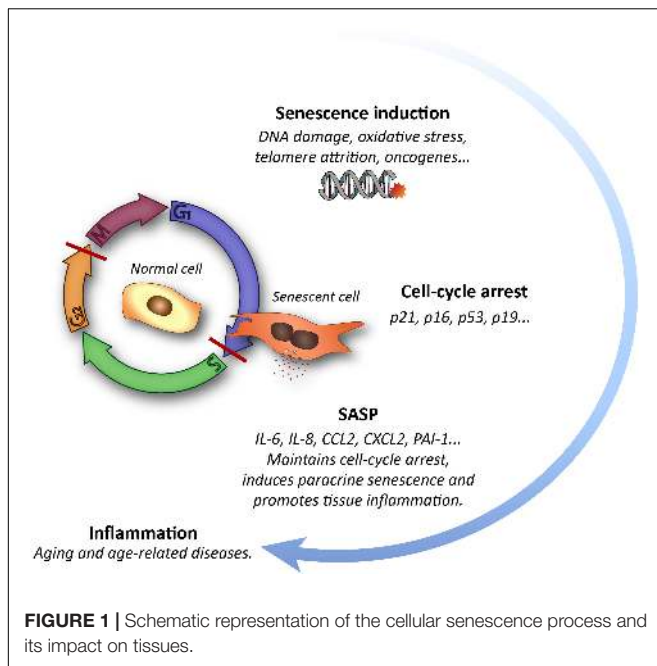 Senescence induction
DNA damage, oxidative stress,
telomere attrition, oncogenes...
G1
M
Normal cell
G2
Senescent cell
S
Cell-cycle arrest
p21, p16, p53, p19...
SASP
IL-6, IL-8, CCL2, CXCL2, PAI-1...
Maintains cell-cycle arrest,
induces paracrine senescence and
promotes tissue inflammation.
Inflammation
Aging and age-related diseases.
FIGURE 1 | Schematic representation of the cellular senescence process and
its impact on tissues.